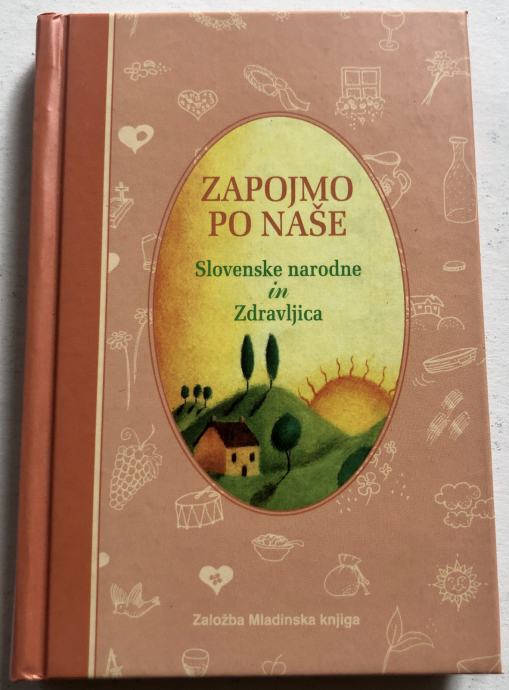 ZAPOJMO
PO NAŠE
Slovenske narodne
in
Zdravljica
Založba Mladinska knjiga